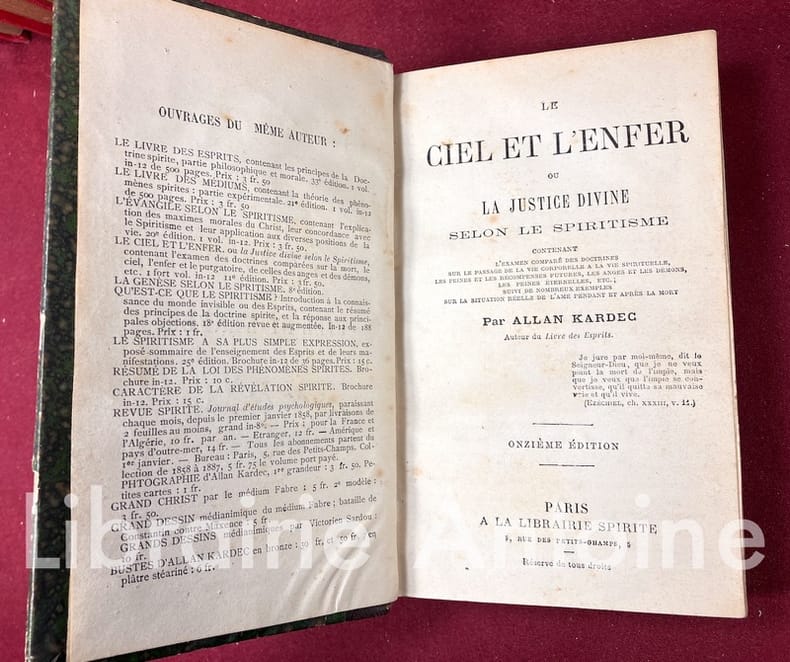 OUVRAGES DU MÊME AUTEUR :
LE LIVRE DES ESPRITS, contenant les principes de la Doc-
trine spirite, partie philosophique et morale. 33e édition. 1 vol.
in-12 de 500 pages. Prix : 3 fr. 50
LE LIVRE DES MÉDIUMS, contenant la théorie des phéno-
mènes spirites : partie expérimentale. 21e édition. 1 vol. in-12
de 500 pages. Prix : 3 fr. 50
L'ÉVANGILE SELON LE SPIRITISME, contenant l'explica-
tion des maximes morales du Christ, leur concordance avec
le Spiritisme et leur application aux diverses positions de la
vie. 20e édition. 1 vol. in-12. Prix : 3 fr. 50.
LE CIEL ET L'ENFER, ou la Justice divine selon le Spiritisme,
contenant l'examen des doctrines comparées sur la mort, le
ciel, l'enfer et le purgatoire, de celles des anges et des démons,
etc. 1 fort vol. in-12 11e édition. Prix : 3 fr. 50.
LA GENÈSE SELON LE SPRITISME. 8e édition.
QU'EST-CE QUE LE SPIRITISME ? Introduction à la connais-
sance du monde invisible ou des Esprits, contenant le résumé
des principes de la doctrine spirite, et la réponse aux princi-
pales objections. 18e édition revue et augmentée. In-12 de 188
pages. Prix : 1 fr.
LE SPIRITISME A SA PLUS SIMPLE EXPRESSION, ex-
posé-sommaire de l'enseignement des Esprits et de leurs ma-
nifestations. 25e édition. Brochure in-12 de 36 pages. Prix : 15 c.
RÉSUMÉ DE LA LOI DES PHÉNOMÈNES SPIRITES. Bro-
chure in-12. Prix : 10 c.
CARACTÈRE DE LA RÉVÉLATION SPIRITE. Brochure
in-12. Prix : 15 c.
REVUE SPIRITE. Journal d'études psychologiques, paraissant
chaque mois, depuis le premier janvier 1858, par livraisons de
2 feuilles au moins, grand in-8o. — Prix : pour la France et
l'Algérie, 10 fr. par an. — Etranger, 12 fr. — Amérique et
pays d'outre-mer, 14 fr. — Tous les abonnements partent du
1er janvier. — Bureau : Paris, 5, rue des Petits-Champs. Col-
lection de 1858 à 1887, 5 fr. 75 le volume port payé.
PHTOGRAPHIE d'Allan Kardec, 1re grandeur : 3 fr. 50. Pe-
tites cartes : 1 fr.
GRAND CHRIST par le médium Fabre : 5 fr. 2e modèle :
1 fr. 50.
GRAND DESSIN médianimique du médium Fabre ; bataille de
Constantin contre Maxence : 5 fr.
GRANDS DESSINS médianimiques, par Victorien Sardou :
10 fr.
BUSTES D'ALLAN KARDEC en bronze : 30 fr. et 20 fr. ; en
plâtre stéariné : 6 fr.
LE
CIEL ET L'ENFER
OU
LA JUSTICE DIVINE
SELON LE SPIRITISME
CONTENANT
L'EXAMEN COMPARÉ DES DOCTRINES
SUR LE PASSAGE DE LA VIE CORPORELLE A LA VIE SPIRITUELLE,
LES PEINES ET LES RÉCOMPENSES FUTURES, LES ANGES ET LES DÉMONS,
LES PEINES ÉTERNELLES, ETC. ;
SUIVI DE NOMBREUX EXEMPLES
SUR LA SITUATION RÉELLE DE L'AME PENDANT ET APRÈS LA MORT
Par ALLAN KARDEC
Auteur du Livre des Esprits.
Je jure par moi-même, dit le
Seigneur-Dieu, que je ne veux
point la mort de l'impie, mais
que je veux que l'impie se con-
vertisse, qu'il quitte sa mauvaise
voie et qu'il vive.
(ÉZÉCHIEL, ch. XXXIII, v. 11.)
ONZIÈME ÉDITION
PARIS
A LA LIBRAIRIE SPIRITE
5, RUE DES PETITS-CHAMPS, 5
Réserve de tous droits
Librairie Antoine